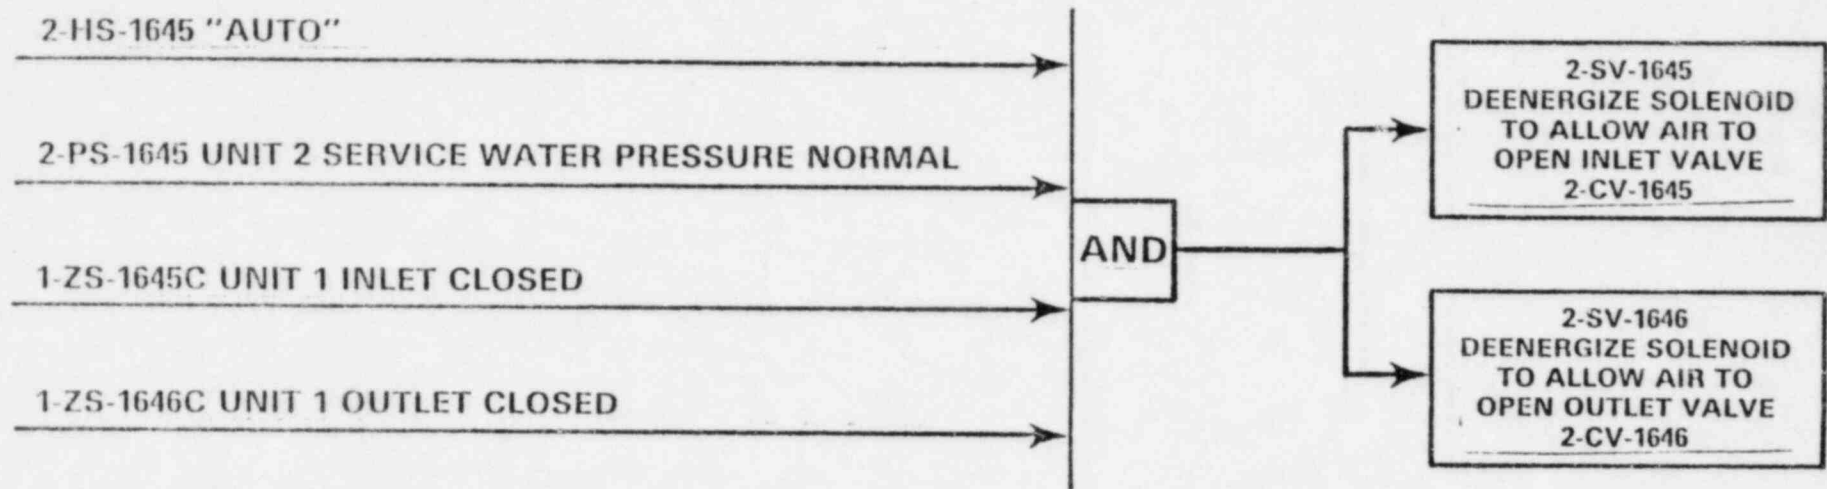 2-HS-1645 "AUTO"
2-PS-1645 UNIT 2 SERVICE WATER PRESSURE NORMAL
1-ZS-1645C UNIT 1 INLET CLOSED
1-ZS-1646C UNIT 1 OUTLET CLOSED
AND
2-SV-1645
DEENERGIZE SOLENOID
TO ALLOW AIR TO
OPEN INLET VALVE
2-CV-1645
2-SV-1646
DEENERGIZE SOLENOID
TO ALLOW AIR TO
OPEN OUTLET VALVE
2-CV-1646